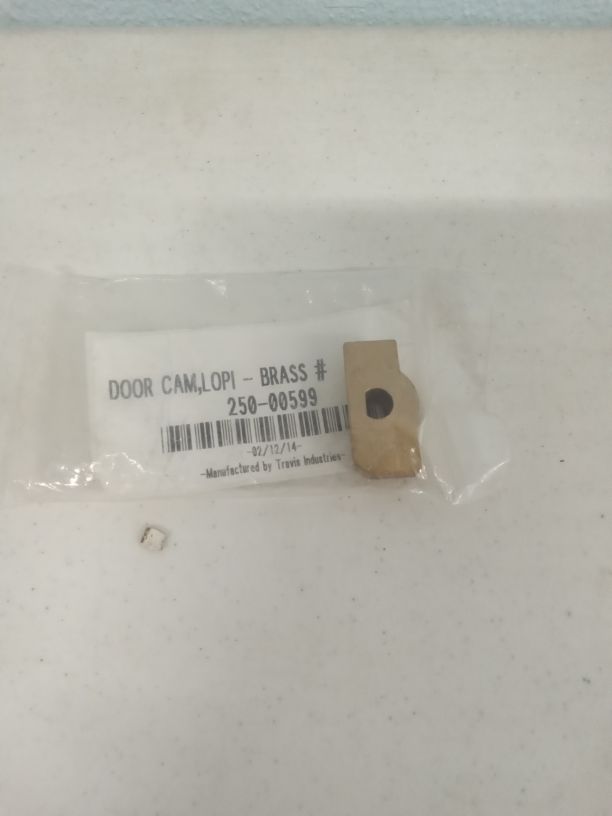 DOOR CAM,LOPI - BRASS #
250-00599
-02/12/14-
-Manufactured by Travis Industries-